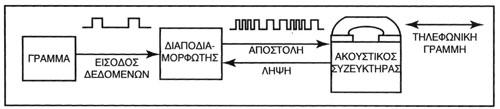 ΓΡΑΜΜΑ
ΕΙΣΟΔΟΣ
ΔΕΔΟΜΕΝΩΝ
ΔΙΑΠΟΔΙΑ-
ΜΟΡΦΩΤΗΣ
ΑΠΟΣΤΟΛΗ
ΛΗΨΗ
ΑΚΟΥΣΤΙΚΟΣ
ΣΥΖΕΥΚΤΗΡΑΣ
ΤΗΛΕΦΩΝΙΚΗ
ΓΡΑΜΜΗ